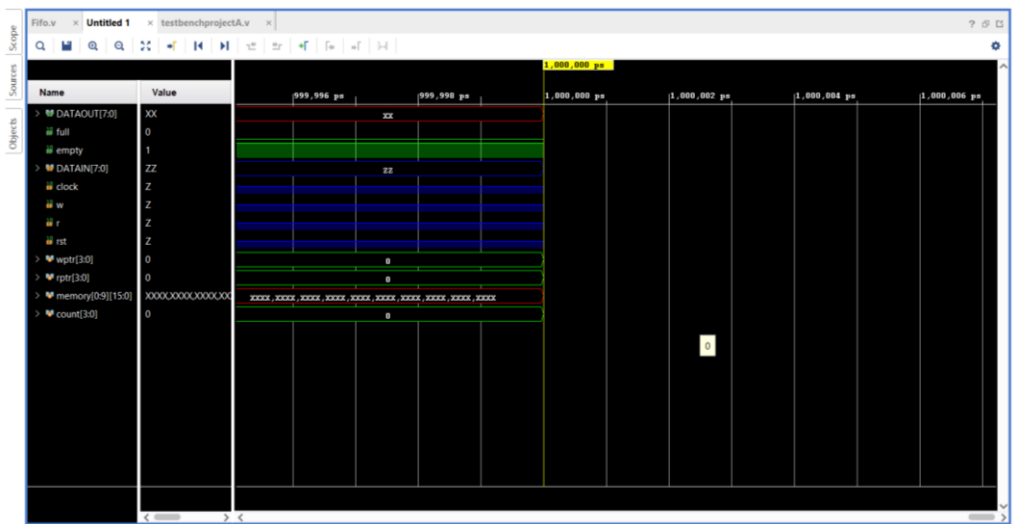 Scope
Sources
Objects
Fifo.v × Untitled 1 × testbenchprojectA.v ×
?
1,000,000 ps
Name Value
999,996 ps 999,998 ps 1,000,000 ps 1,000,002 ps 1,000,004 ps 1,000,006 ps
DATAOUT[7:0] XX XX
full 0
empty 1
DATAIN[7:0] ZZ ZZ
clock Z
w Z
r Z
rst Z
wptr[3:0] 0 0
rptr[3:0] 0 0
memory[0:9][15:0] XXXX,XXXX,XXXX,XX XXXX,XXXX,XXXX,XXXX,XXXX,XXXX,XXXX,XXXX,XXXX,XXXX
count[3:0] 0 0
0